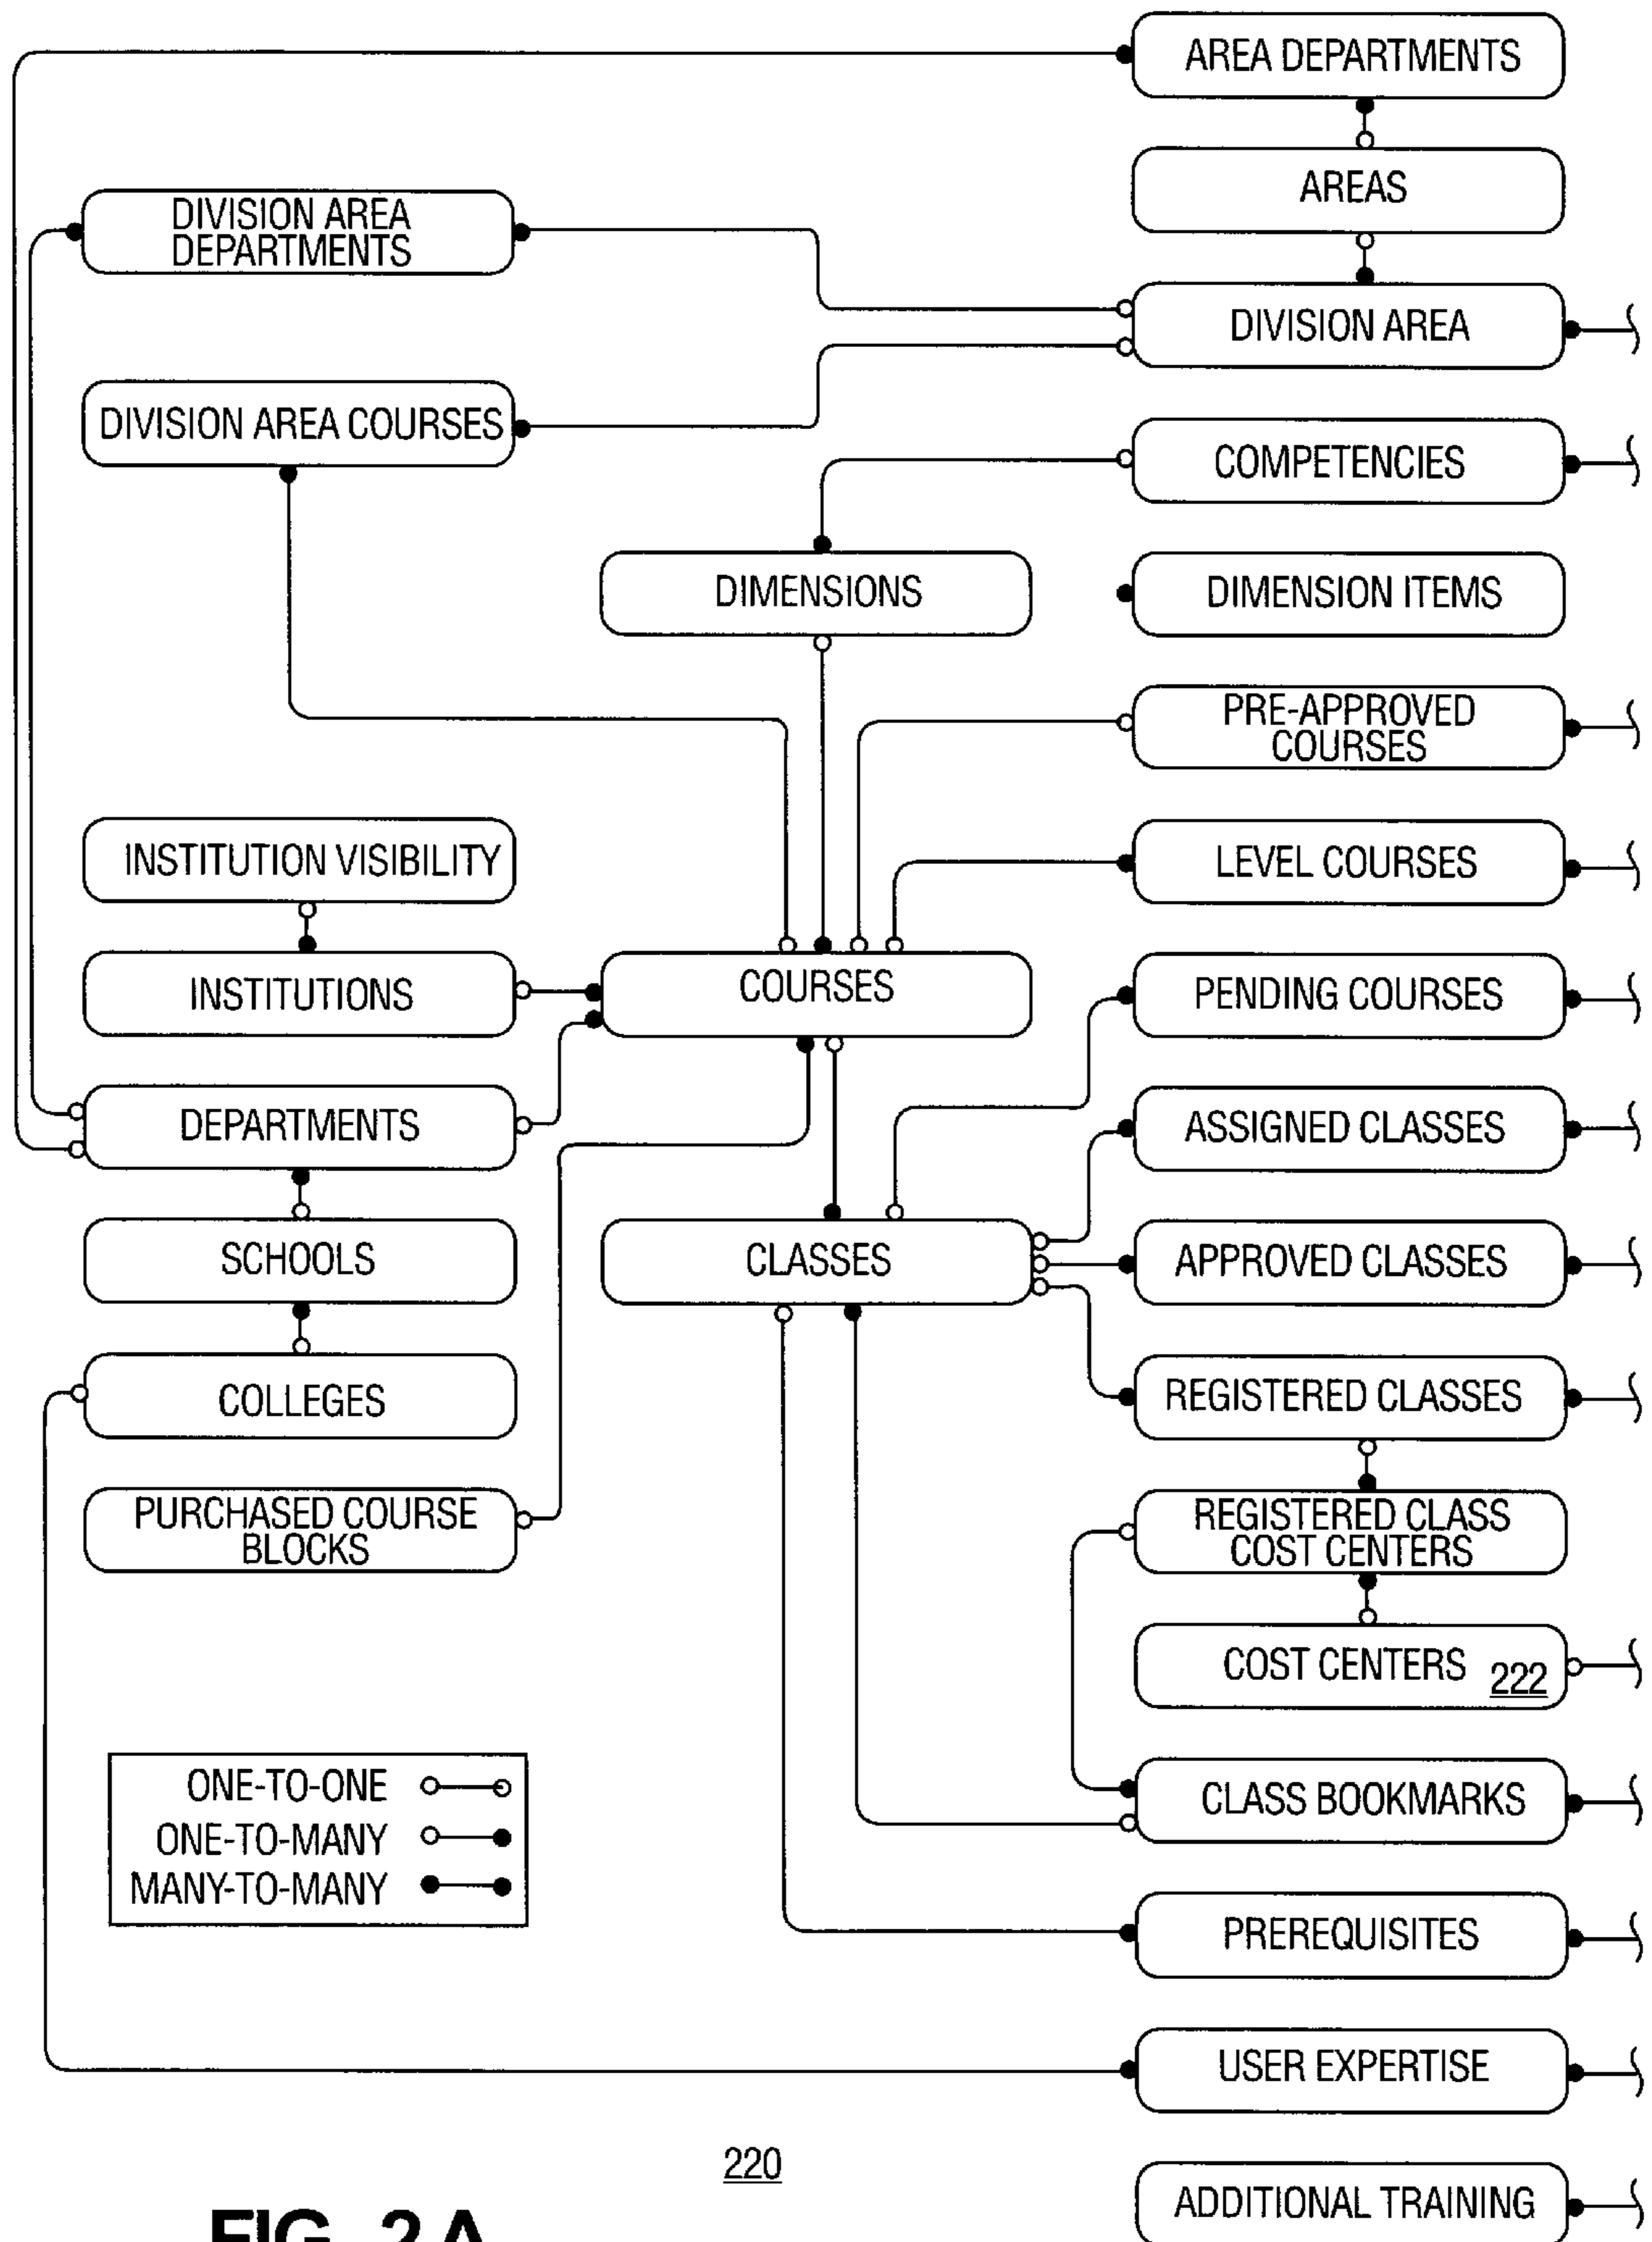 AREA DEPARTMENTS
AREAS
DIVISION AREA
DEPARTMENTS
DIVISION AREA
DIVISION AREA COURSES
COMPETENCIES
DIMENSIONS
DIMENSION ITEMS
PRE-APPROVED
COURSES
INSTITUTION VISIBILITY
LEVEL COURSES
INSTITUTIONS
COURSES
PENDING COURSES
DEPARTMENTS
ASSIGNED CLASSES
SCHOOLS
CLASSES
APPROVED CLASSES
COLLEGES
REGISTERED CLASSES
PURCHASED COURSE
BLOCKS
REGISTERED CLASS
COST CENTERS
COST CENTERS 222
ONE-TO-ONE
ONE-TO-MANY
MANY-TO-MANY
CLASS BOOKMARKS
PREREQUISITES
USER EXPERTISE
220
ADDITIONAL TRAINING
FIG. 2A